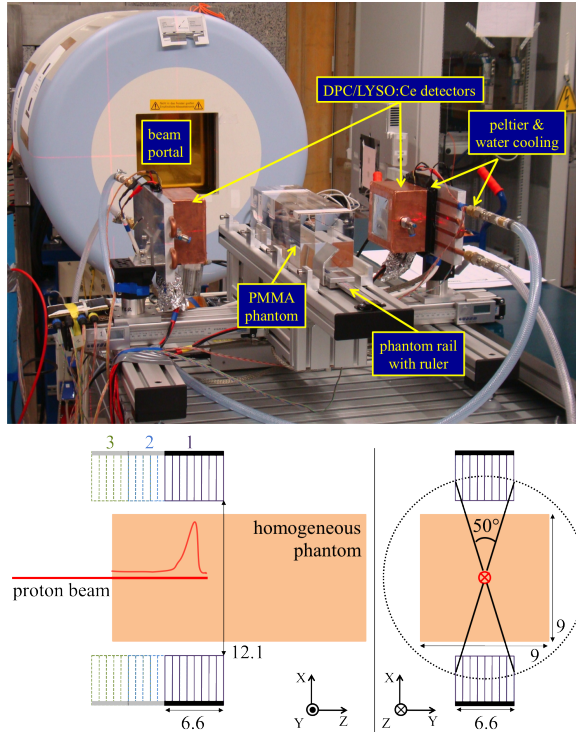 DPC/LYSO:Ce detectors
beam
portal
peltier &
water cooling
PMMA
phantom
phantom rail
with ruler
3 2 1
homogeneous
phantom
proton beam
12.1
6.6
X
Y
Z
50°
9
9
X
Z
Y
6.6